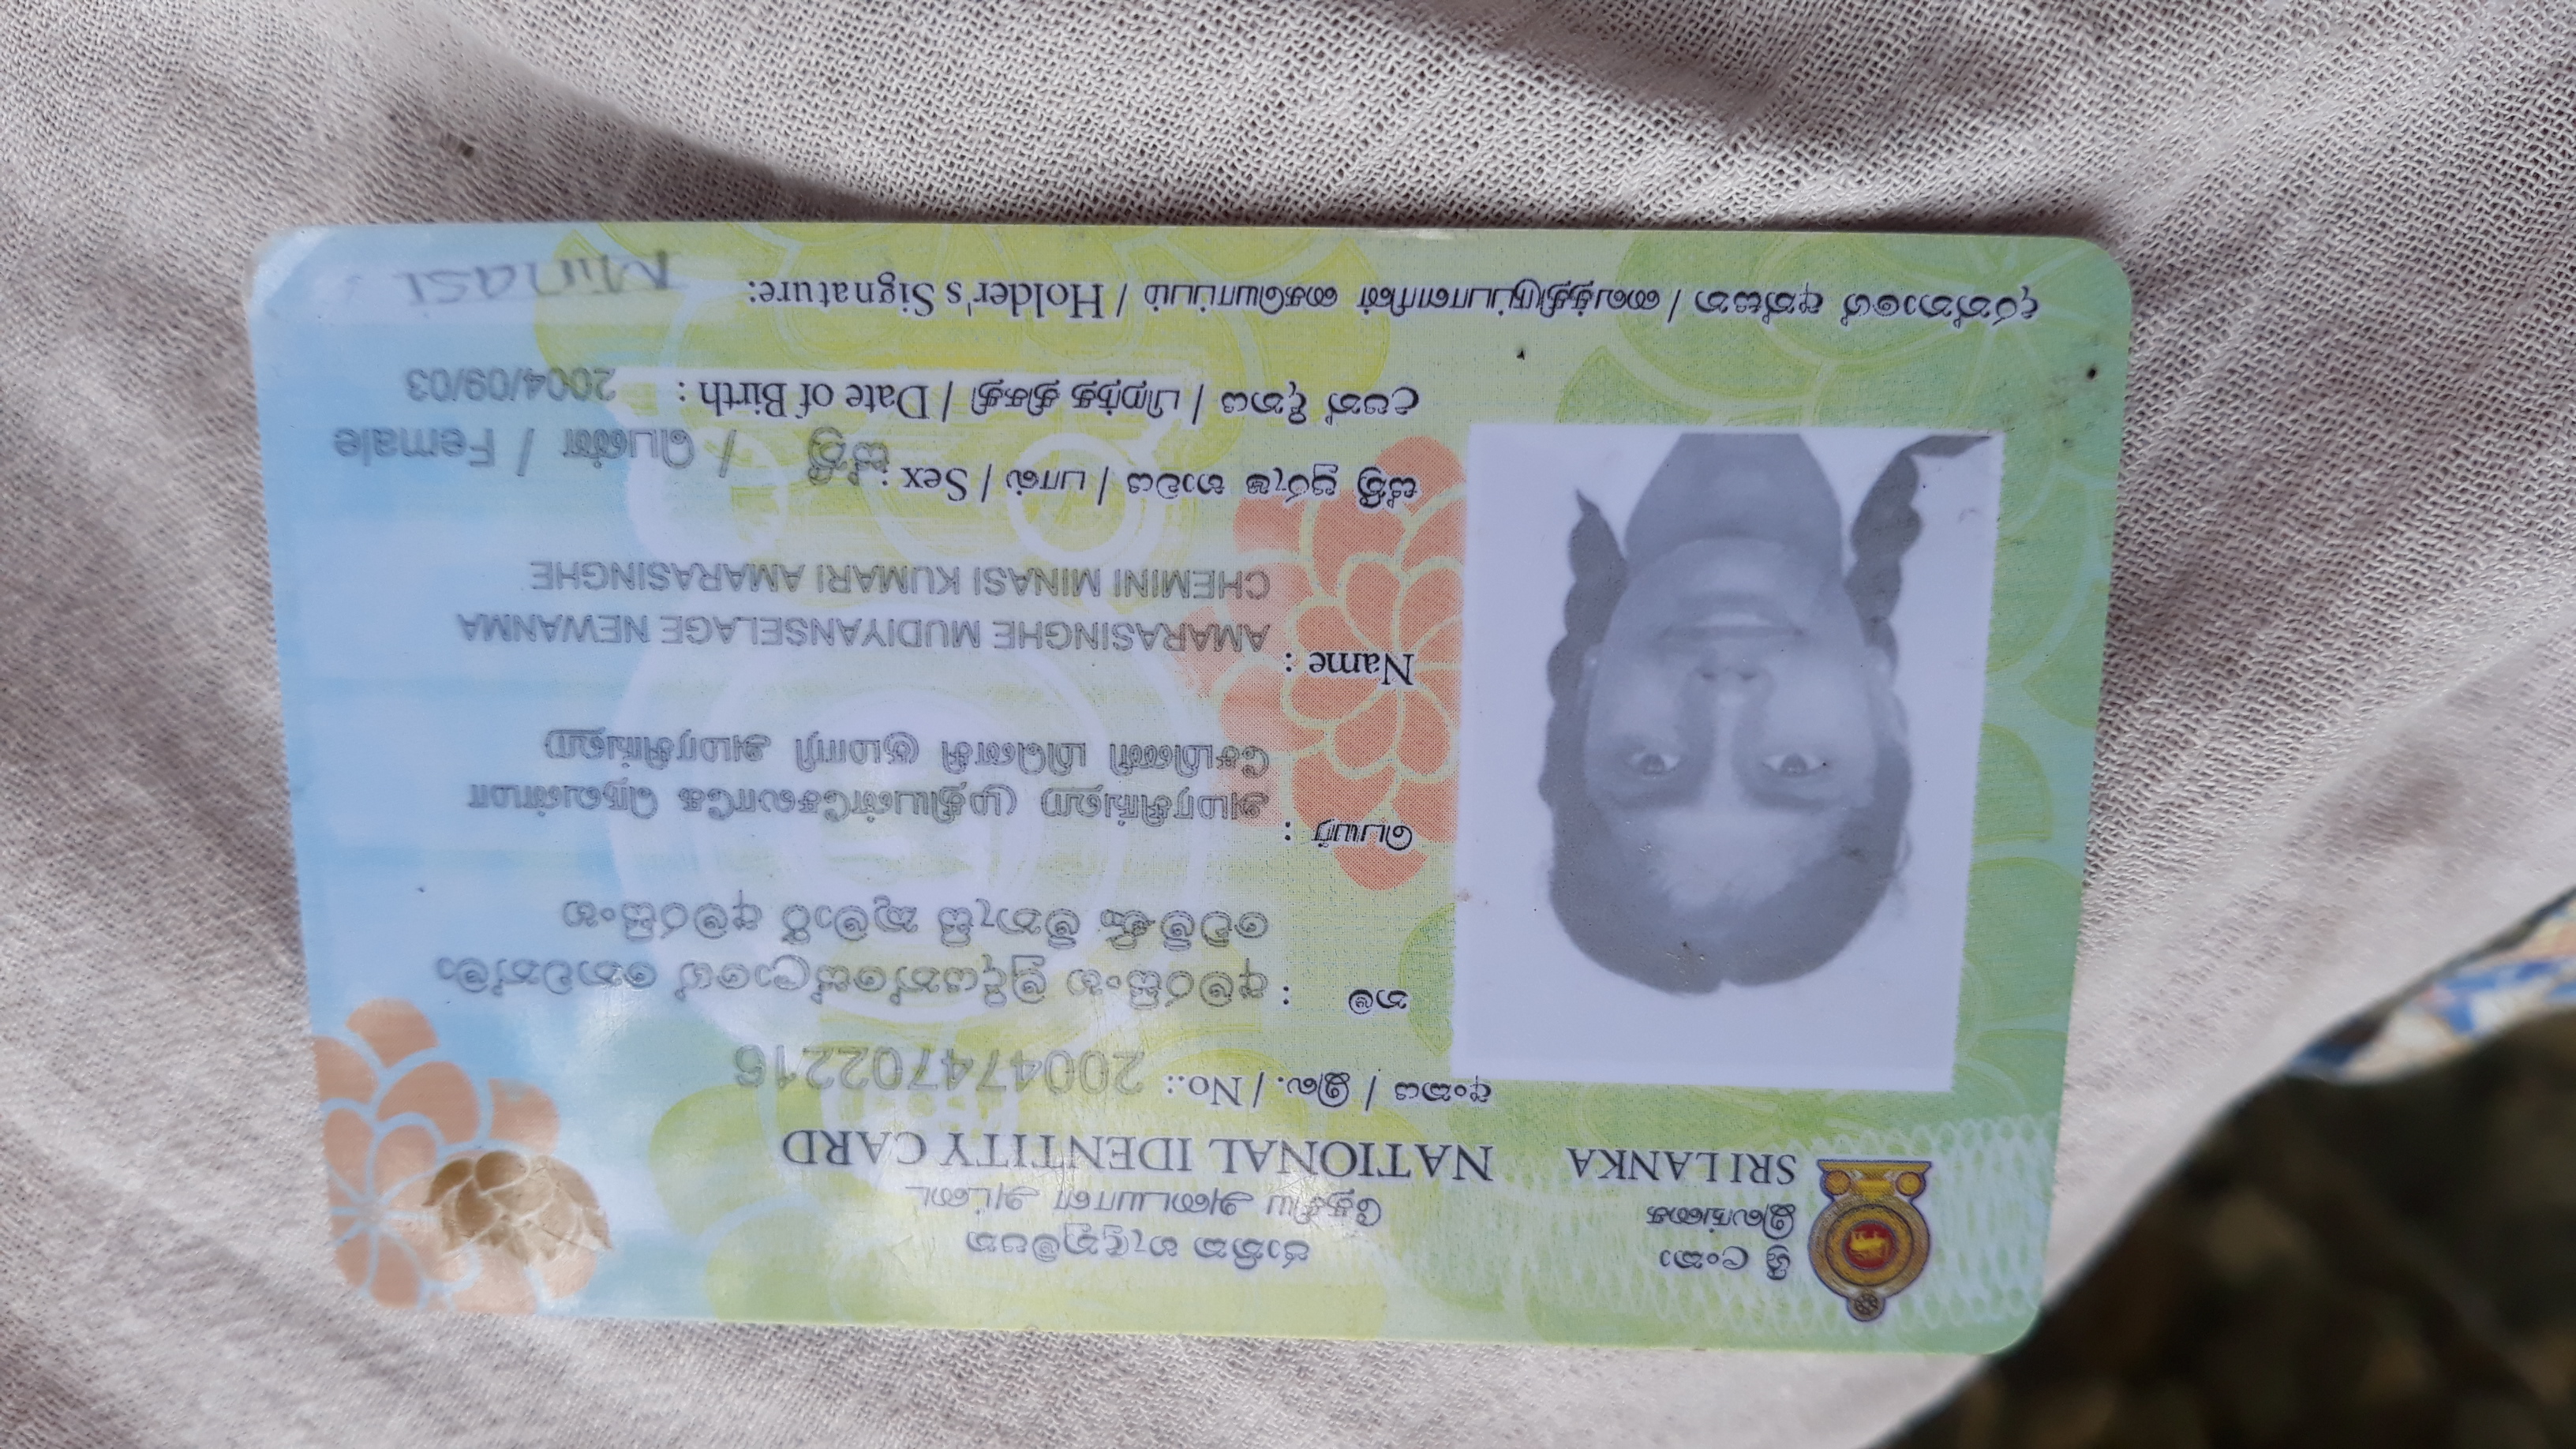 ශ්‍රී ලංකා
இலங்கை
SRI LANKA
ජාතික හැඳුනුම්පත
தேசிய அடையாள அட்டை
NATIONAL IDENTITY CARD
අංකය / இல. / No.: 200474702216
නම : අමරසිංහ මුදියන්සේලාගේ නෙවන්මා
චෙමිණි මිනැසි කුමාරි අමරසිංහ
பெயர் : அமரசிங்ஹ முதியன்சேலாகே நெவன்மா
சேமினி மினெசி குமாரி அமரசிங்ஹ
Name : AMARASINGHE MUDIYANSELAGE NEWANMA
CHEMINI MINASI KUMARI AMARASINGHE
ස්ත්‍රී පුරුෂ භාවය / பால் / Sex : ස්ත්‍රී / பெண் / Female
උපන් දිනය / பிறந்த திகதி / Date of Birth : 2004/09/03
දරන්නාගේ අත්සන / வைத்திருப்பாளரின் கையொப்பம் / Holder's Signature: Minasi